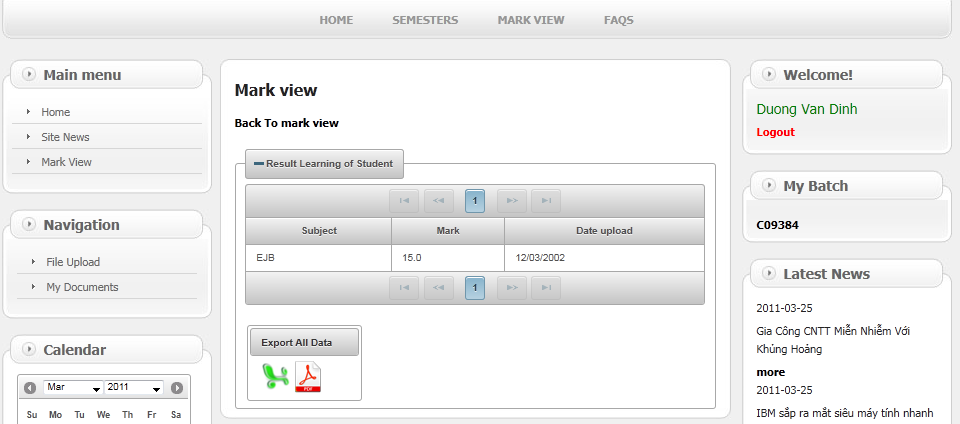 HOME SEMESTERS MARK VIEW FAQS
Main menu
Home
Site News
Mark View
Navigation
File Upload
My Documents
Calendar
Mar 2011
Su Mo Tu We Th Fr Sa
Mark view
Back To mark view
Result Learning of Student
1
Subject Mark Date upload
EJB 15.0 12/03/2002
1
Export All Data
PDF
Welcome!
Duong Van Dinh
Logout
My Batch
C09384
Latest News
2011-03-25
Gia Công CNTT Miễn Nhiễm Với
Khủng Hoảng
more
2011-03-25
IBM sắp ra mắt siêu máy tính nhanh